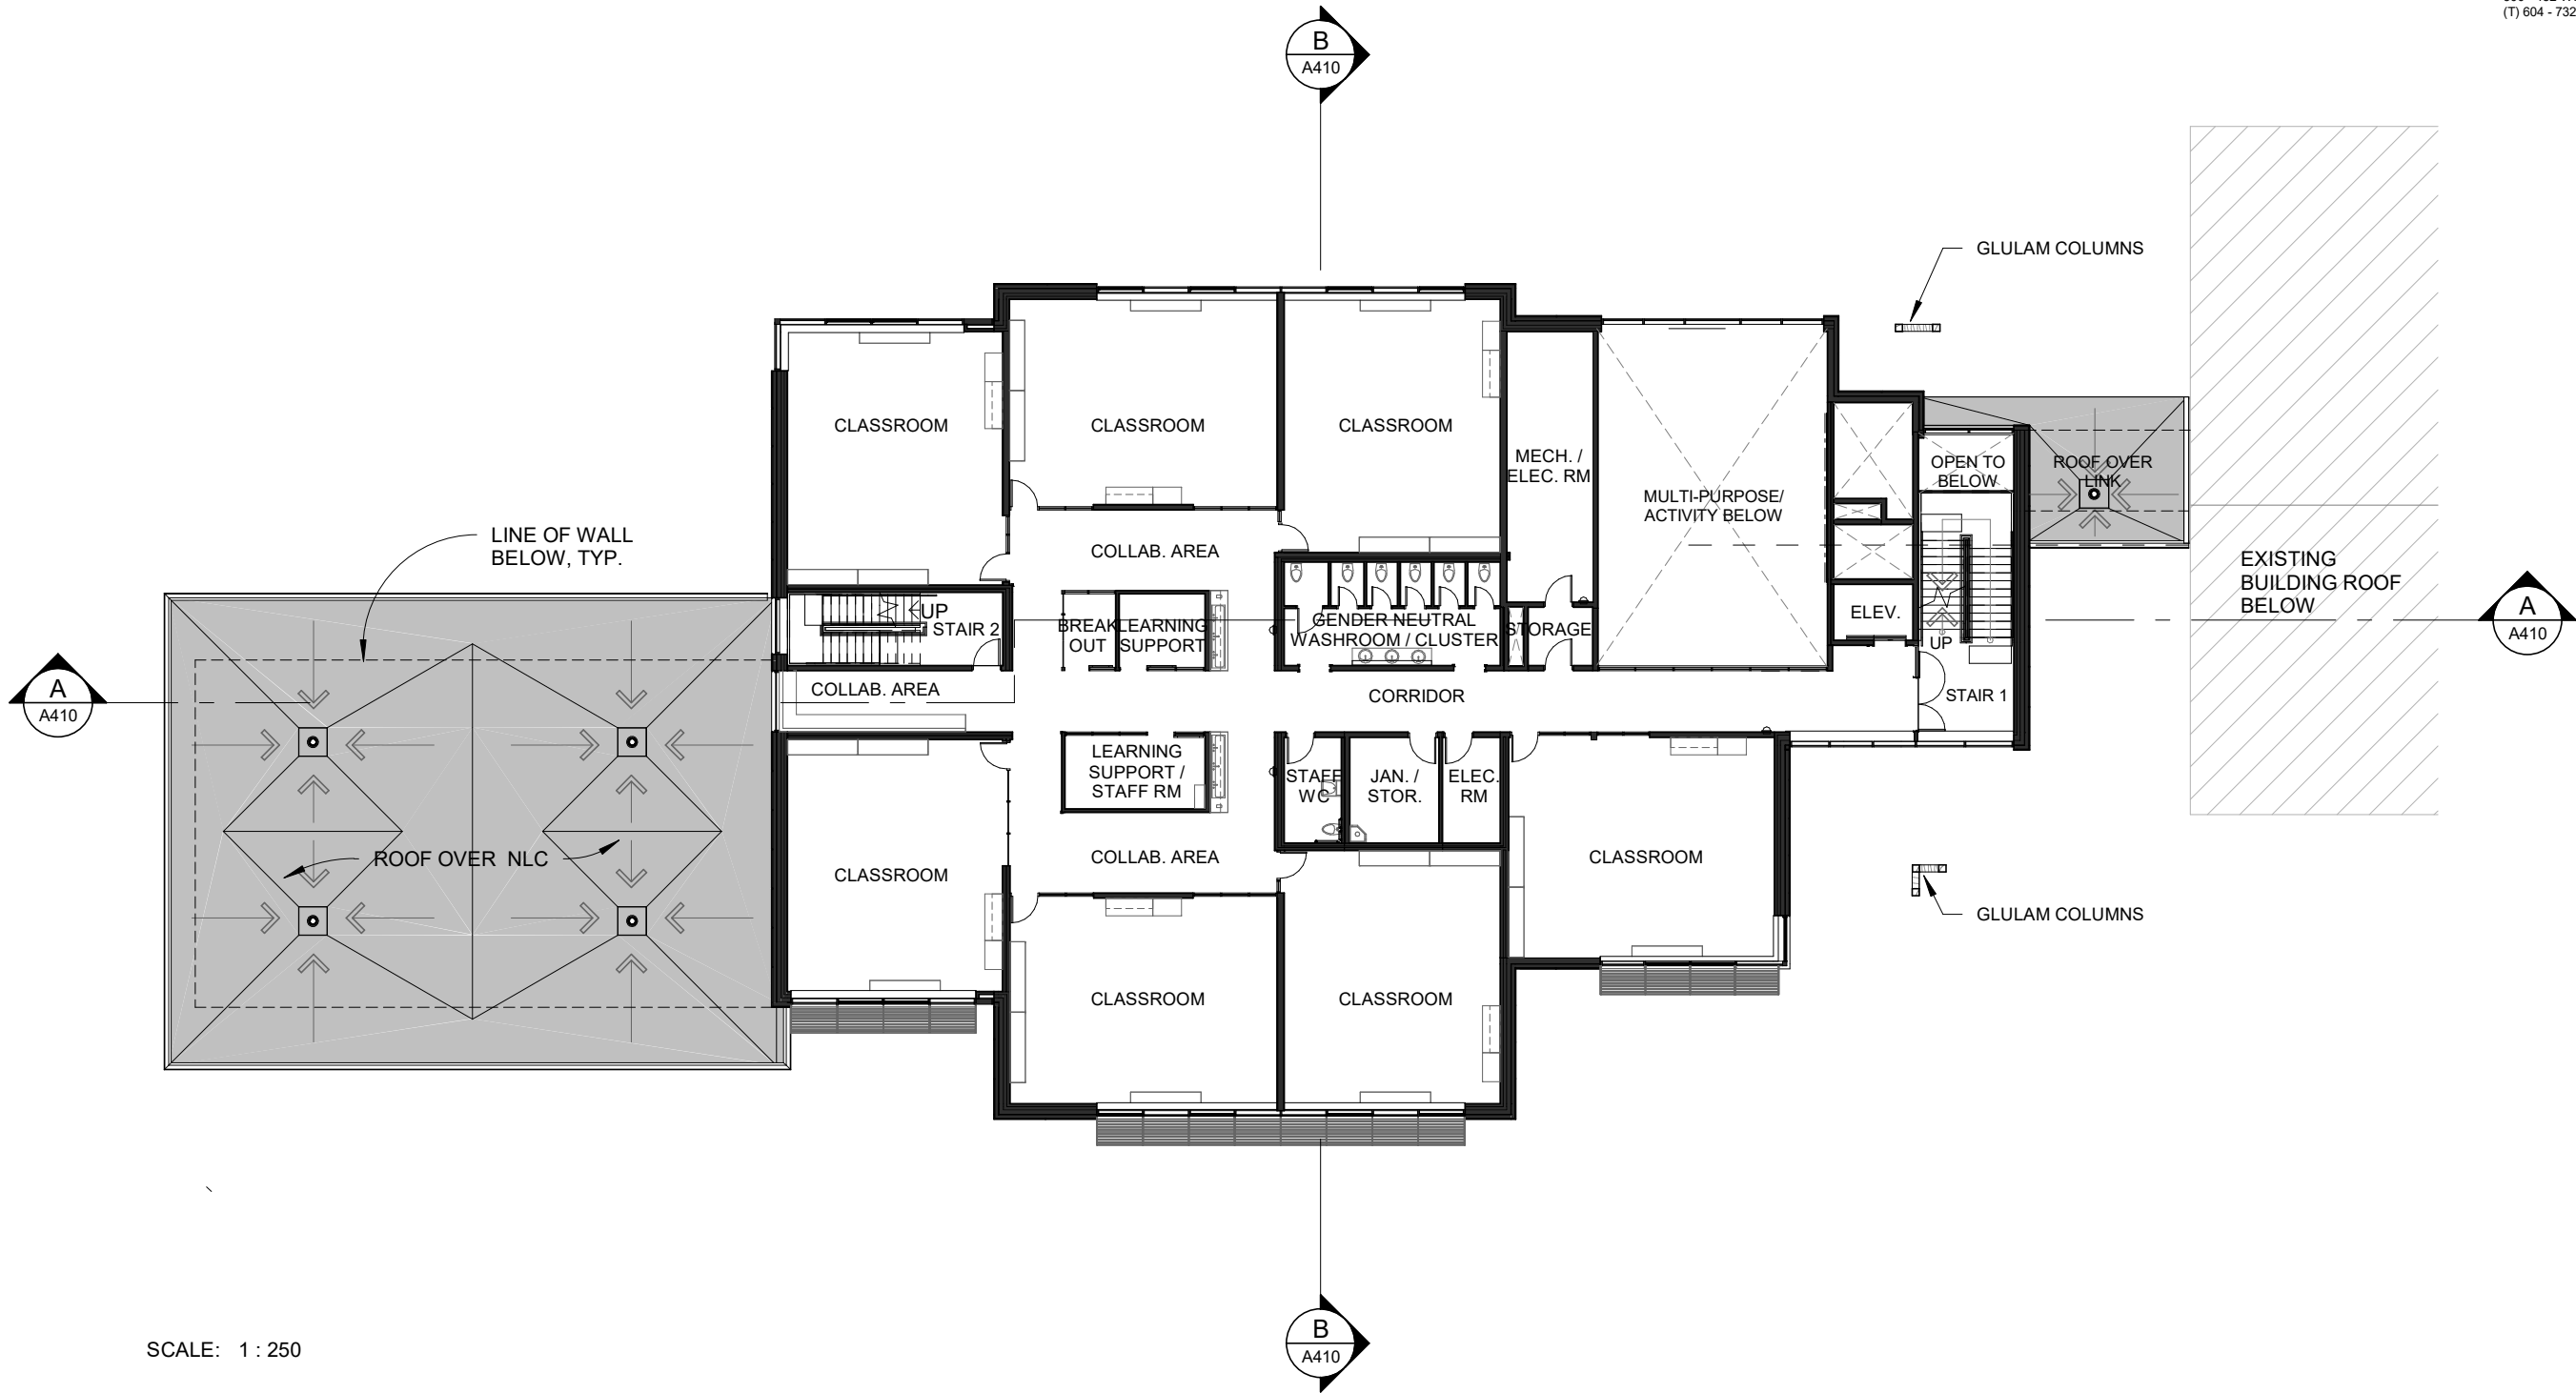 (T) 604 - 732
B
A410
GLULAM COLUMNS
CLASSROOM
CLASSROOM
CLASSROOM
MECH. /
ELEC. RM
MULTI-PURPOSE/
ACTIVITY BELOW
OPEN TO
BELOW
ROOF OVER
LINK
LINE OF WALL
BELOW, TYP.
COLLAB. AREA
EXISTING
BUILDING ROOF
BELOW
UP
STAIR 2
BREAK
OUT
LEARNING
SUPPORT
GENDER NEUTRAL
WASHROOM / CLUSTER
STORAGE
ELEV.
UP
A
A410
A
A410
COLLAB. AREA
CORRIDOR
STAIR 1
LEARNING
SUPPORT /
STAFF RM
STAFF
WC
JAN. /
STOR.
ELEC.
RM
ROOF OVER NLC
CLASSROOM
COLLAB. AREA
CLASSROOM
GLULAM COLUMNS
CLASSROOM
CLASSROOM
SCALE: 1 : 250
B
A410